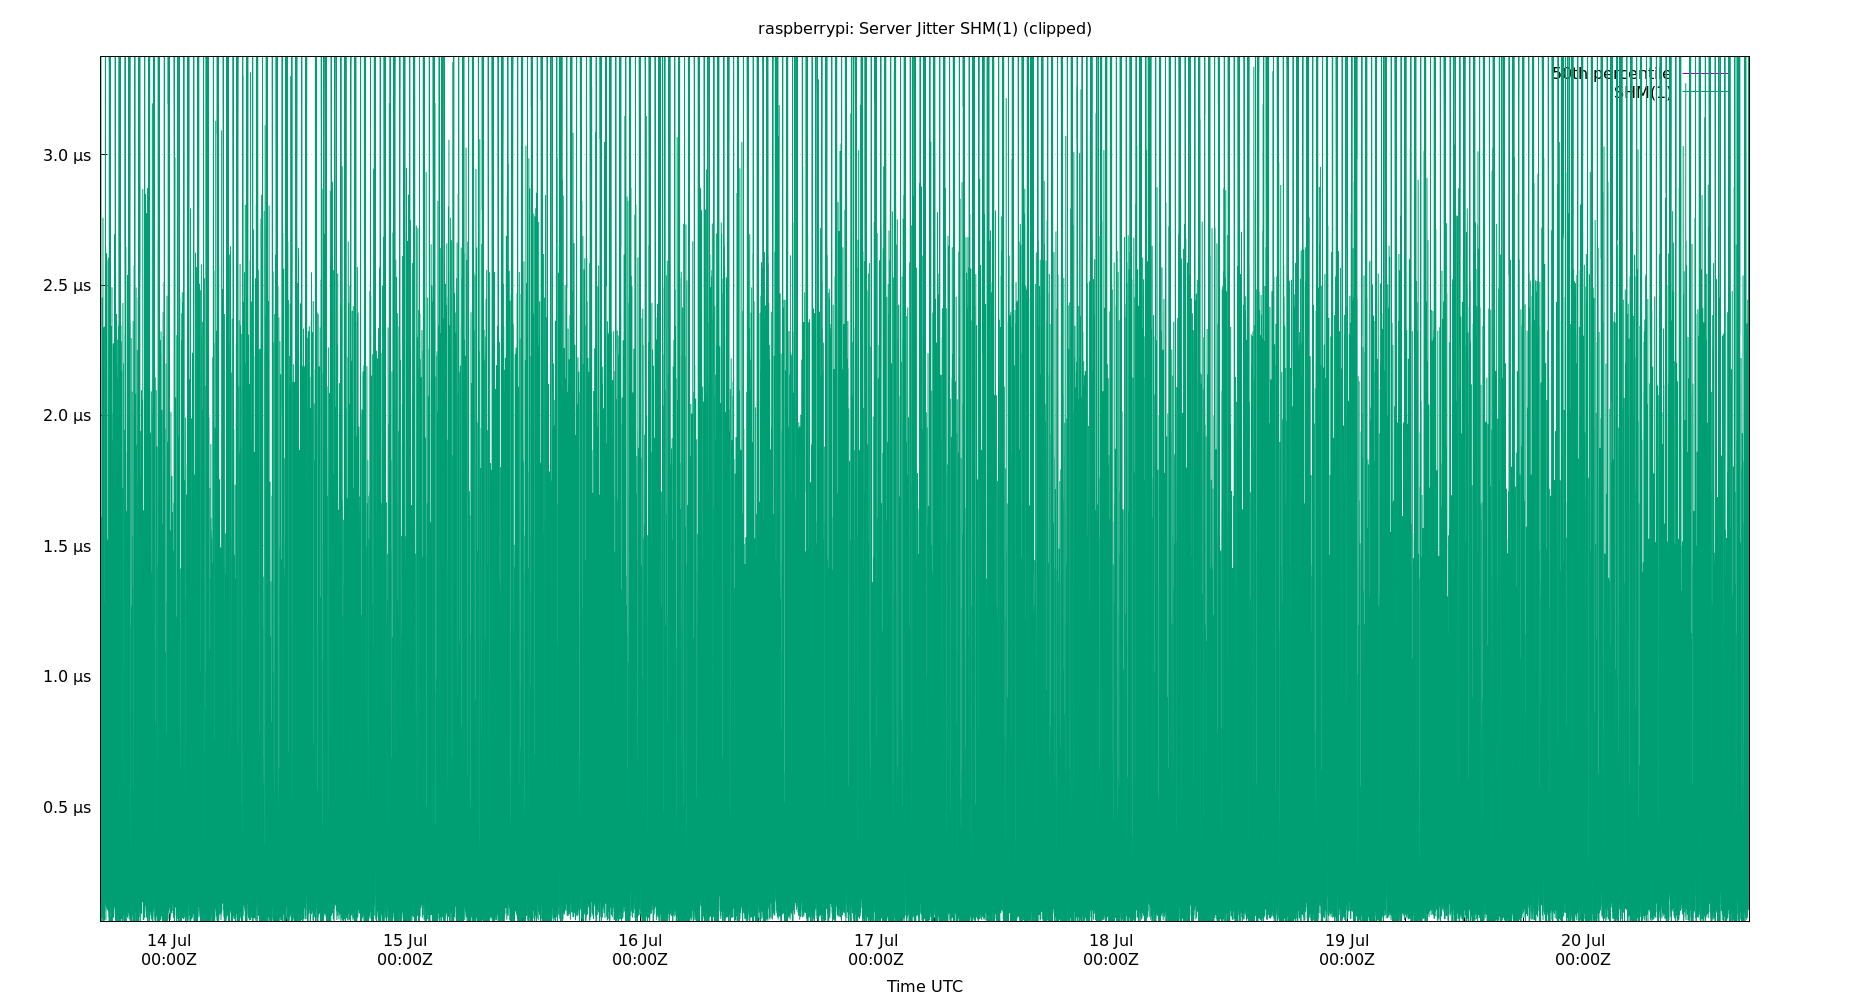 raspberrypi: Server Jitter SHM(1) (clipped)
50th percentile
SHM(1)
3.0 µs
2.5 µs
2.0 µs
1.5 µs
1.0 µs
0.5 µs
14 Jul 15 Jul 16 Jul 17 Jul 18 Jul 19 Jul 20 Jul
00:00Z 00:00Z 00:00Z 00:00Z 00:00Z 00:00Z 00:00Z
Time UTC